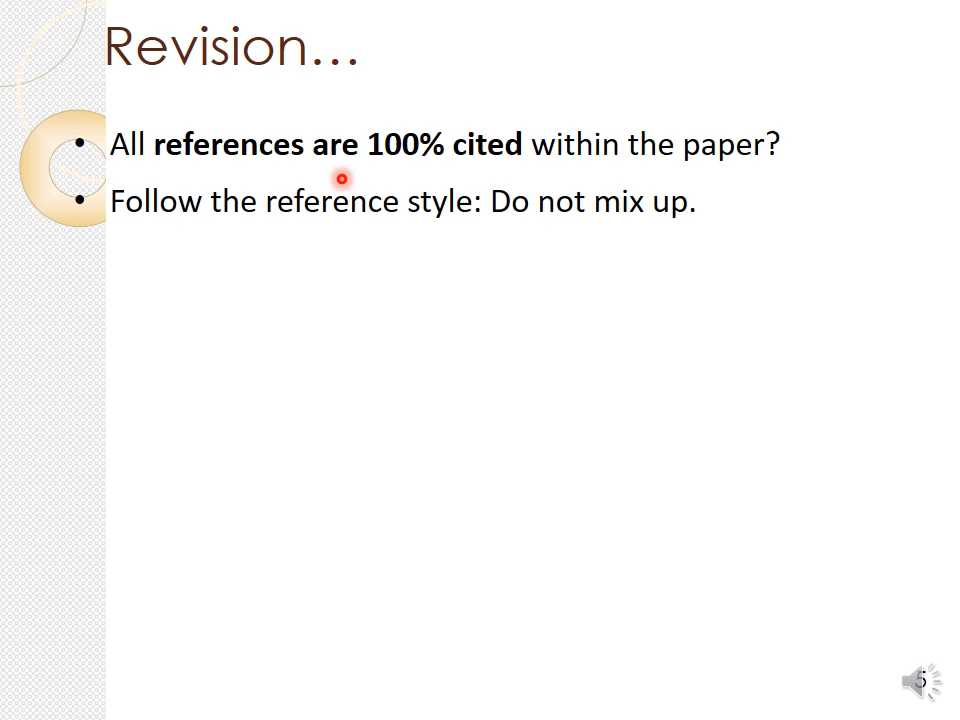 Revision…
• All references are 100% cited within the paper?
• Follow the reference style: Do not mix up.
5